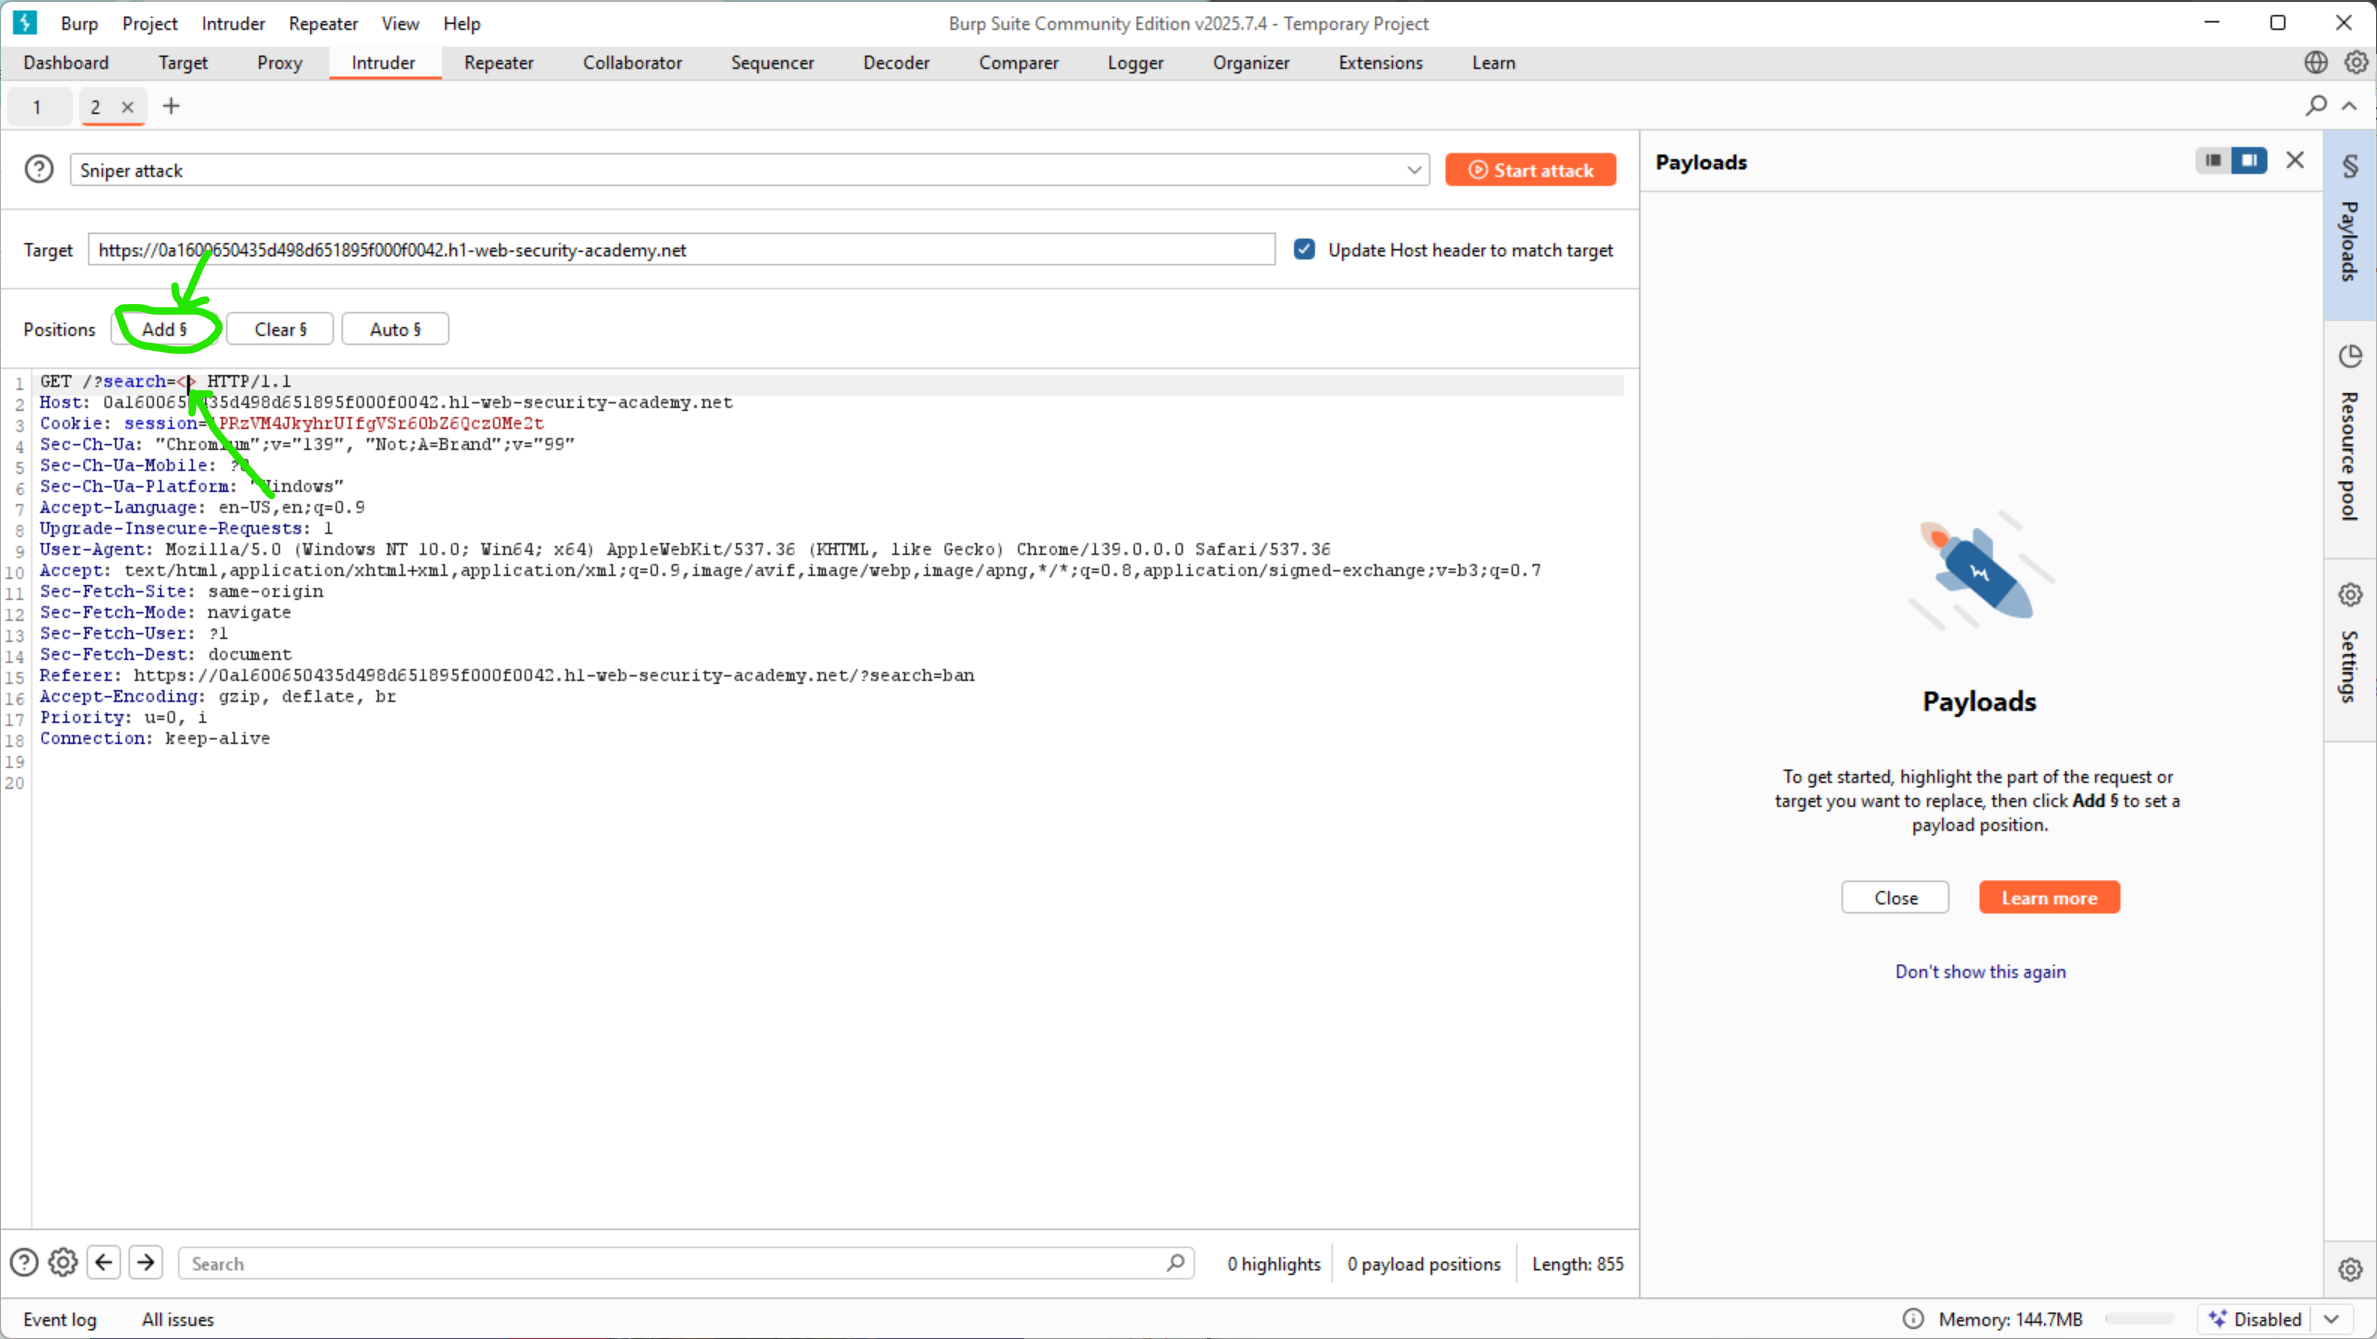 Burp Project Intruder Repeater View Help Burp Suite Community Edition v2025.7.4 - Temporary Project
Dashboard Target Proxy Intruder Repeater Collaborator Sequencer Decoder Comparer Logger Organizer Extensions Learn
1 2 × +
Sniper attack Start attack
Target https://0a1600650435d498d651895f000f0042.h1-web-security-academy.net Update Host header to match target
Positions Add § Clear § Auto §
1 GET /?search=<> HTTP/1.1
2 Host: 0a1600650435d498d651895f000f0042.h1-web-security-academy.net
3 Cookie: session= PRzVM4JkyhrUIfgVSr6ObZ6QczOMe2t
4 Sec-Ch-Ua: "Chromium";v="139", "Not;A=Brand";v="99"
5 Sec-Ch-Ua-Mobile: ?
6 Sec-Ch-Ua-Platform: "Windows"
7 Accept-Language: en-US,en;q=0.9
8 Upgrade-Insecure-Requests: 1
9 User-Agent: Mozilla/5.0 (Windows NT 10.0; Win64; x64) AppleWebKit/537.36 (KHTML, like Gecko) Chrome/139.0.0.0 Safari/537.36
10 Accept: text/html,application/xhtml+xml,application/xml;q=0.9,image/avif,image/webp,image/apng,*/*;q=0.8,application/signed-exchange;v=b3;q=0.7
11 Sec-Fetch-Site: same-origin
12 Sec-Fetch-Mode: navigate
13 Sec-Fetch-User: ?1
14 Sec-Fetch-Dest: document
15 Referer: https://0a1600650435d498d651895f000f0042.h1-web-security-academy.net/?search=ban
16 Accept-Encoding: gzip, deflate, br
17 Priority: u=0, i
18 Connection: keep-alive
19
20
Search 0 highlights 0 payload positions Length: 855
Payloads
Payloads
To get started, highlight the part of the request or
target you want to replace, then click Add § to set a
payload position.
Close Learn more
Don't show this again
§ Payloads
Resource pool
Settings
Event log All issues Memory: 144.7MB Disabled